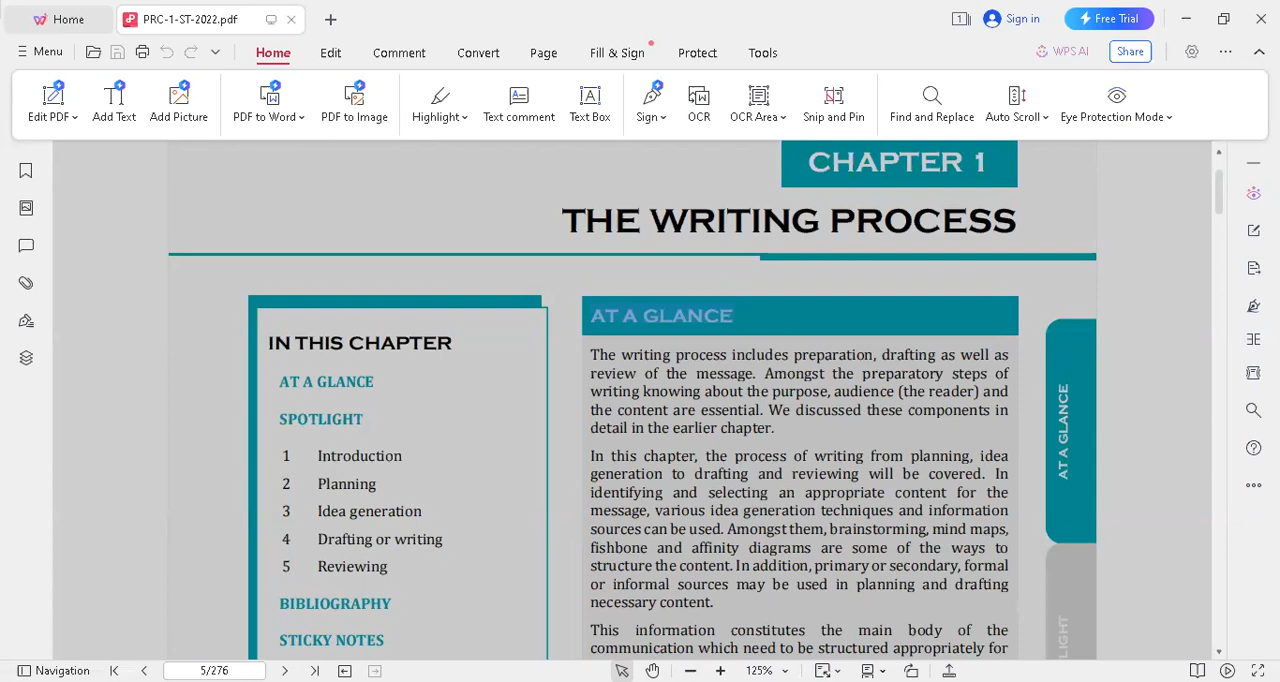 Home
PRC-1-ST-2022.pdf
Sign in
Free Trial
Menu
Home
Edit
Comment
Convert
Page
Fill & Sign
Protect
Tools
WPS AI
Share
Edit PDF
Add Text
Add Picture
PDF to Word
PDF to Image
Highlight
Text comment
Text Box
Sign
OCR
OCR Area
Snip and Pin
Find and Replace
Auto Scroll
Eye Protection Mode
CHAPTER 1
THE WRITING PROCESS
IN THIS CHAPTER
AT A GLANCE
SPOTLIGHT
1 Introduction
2 Planning
3 Idea generation
4 Drafting or writing
5 Reviewing
BIBLIOGRAPHY
STICKY NOTES
AT A GLANCE
The writing process includes preparation, drafting as well as
review of the message. Amongst the preparatory steps of
writing knowing about the purpose, audience (the reader) and
the content are essential. We discussed these components in
detail in the earlier chapter.
In this chapter, the process of writing from planning, idea
generation to drafting and reviewing will be covered. In
identifying and selecting an appropriate content for the
message, various idea generation techniques and information
sources can be used. Amongst them, brainstorming, mind maps,
fishbone and affinity diagrams are some of the ways to
structure the content. In addition, primary or secondary, formal
or informal sources may be used in planning and drafting
necessary content.
This information constitutes the main body of the
communication which need to be structured appropriately for
AT A GLANCE
LIGHT
Navigation
5/276
125%